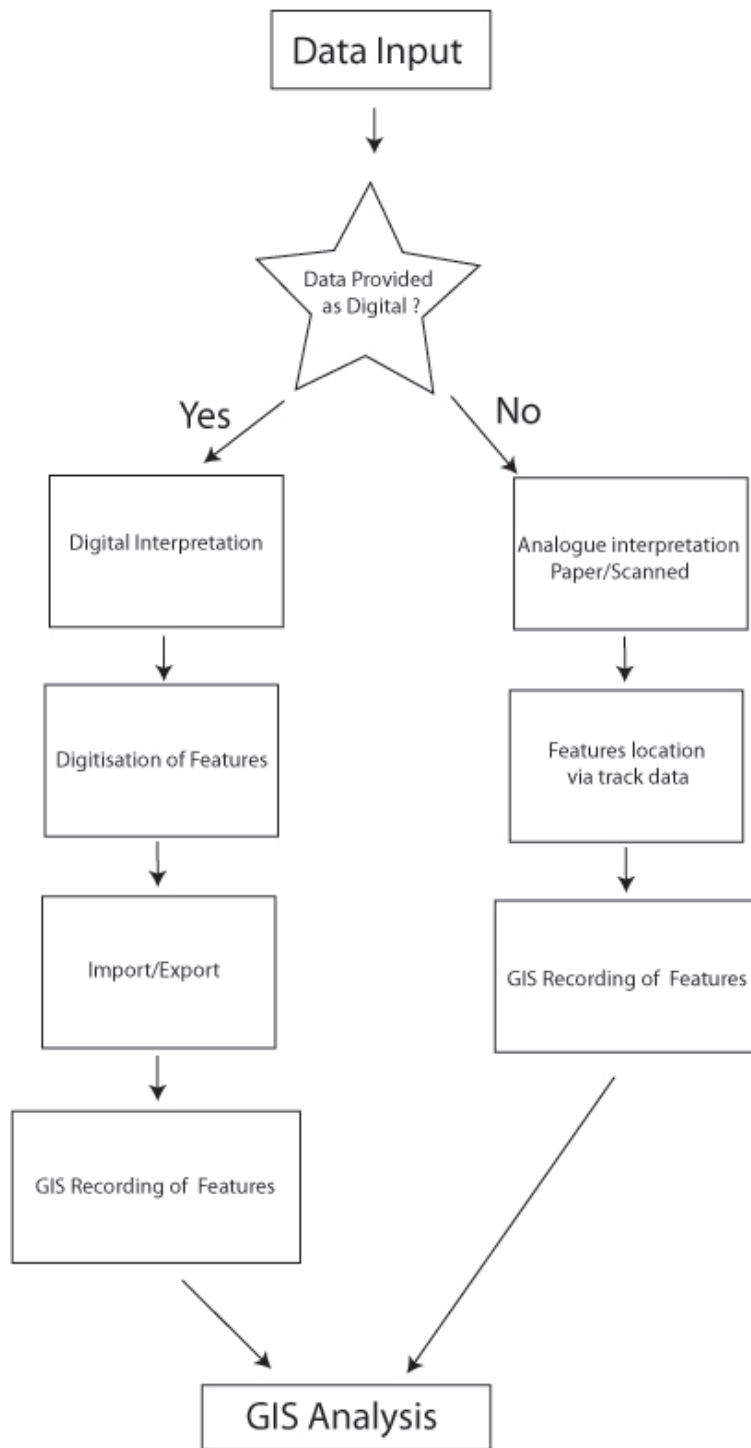 Data Input
Data Provided
as Digital ?
Yes
No
Digital Interpretation
Analogue interpretation
Paper/Scanned
Digitisation of Features
Features location
via track data
Import/Export
GIS Recording of Features
GIS Recording of Features
GIS Analysis